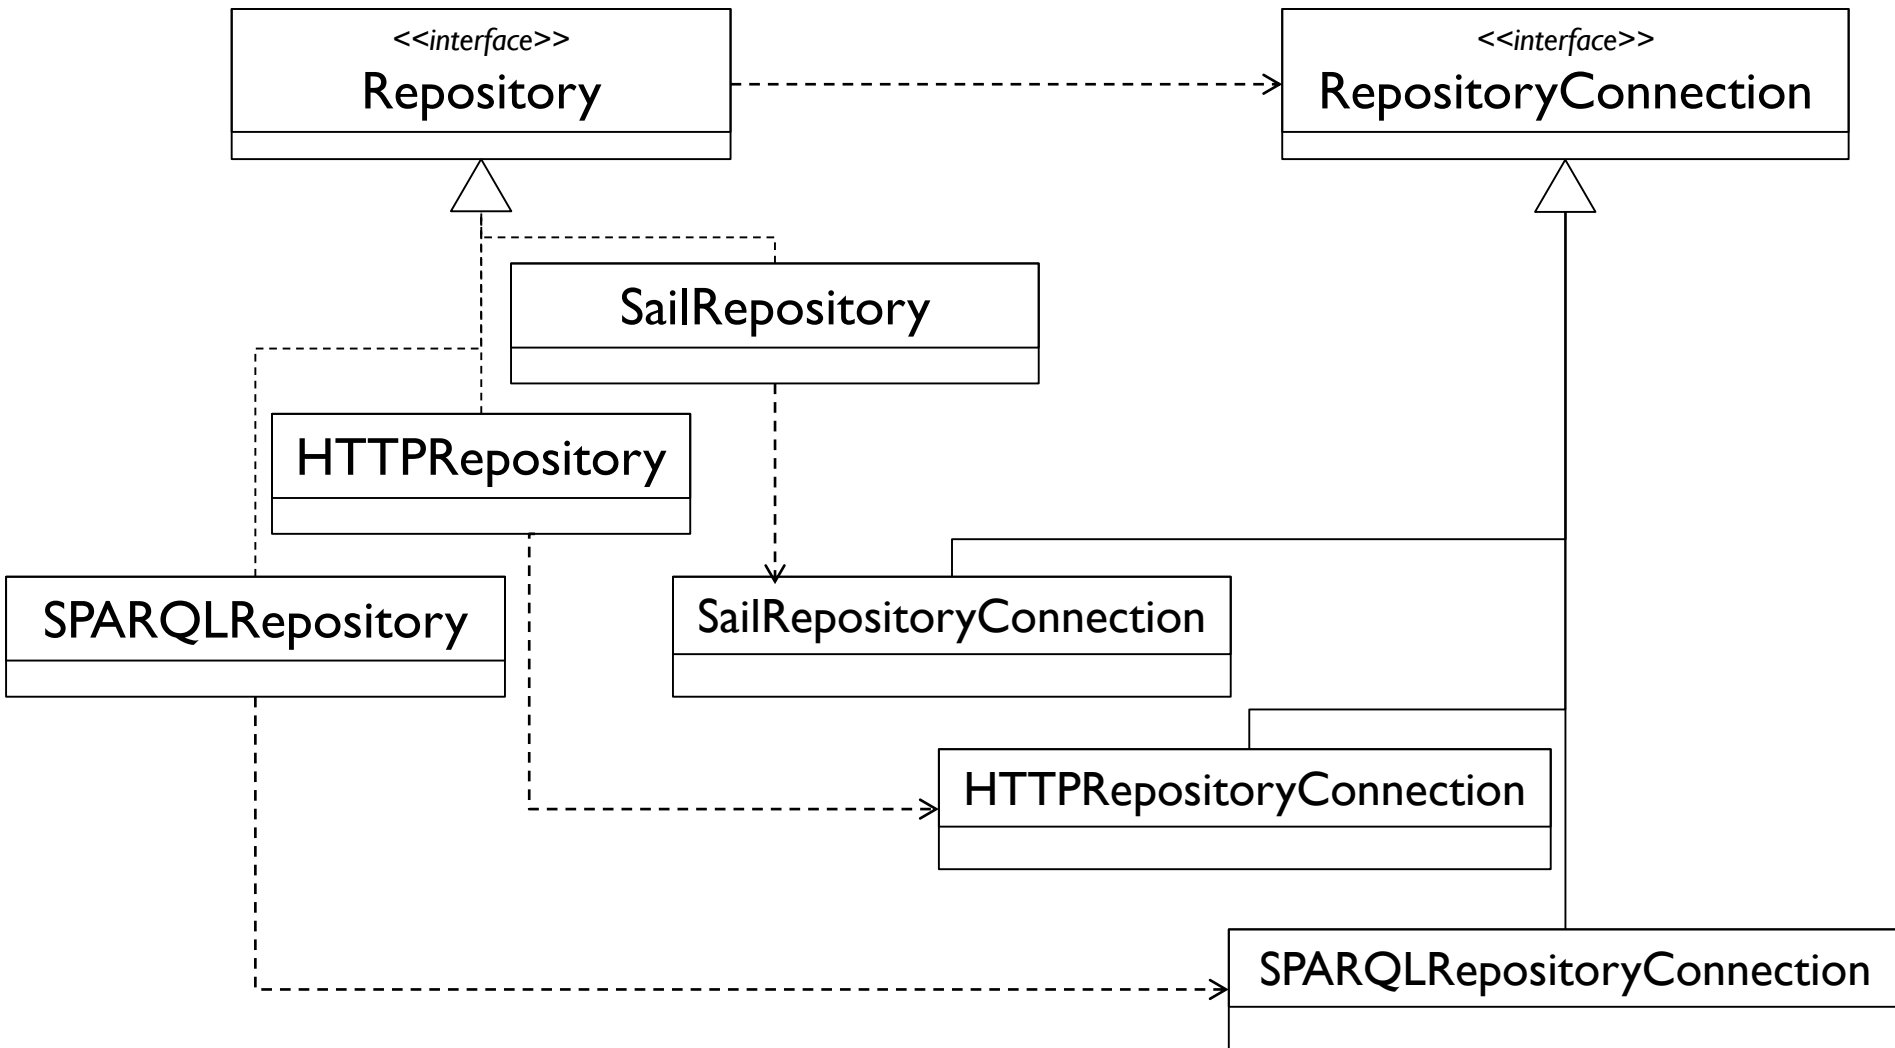 <<interface>>
Repository
<<interface>>
RepositoryConnection
SailRepository
HTTPRepository
SPARQLRepository
SailRepositoryConnection
HTTPRepositoryConnection
SPARQLRepositoryConnection